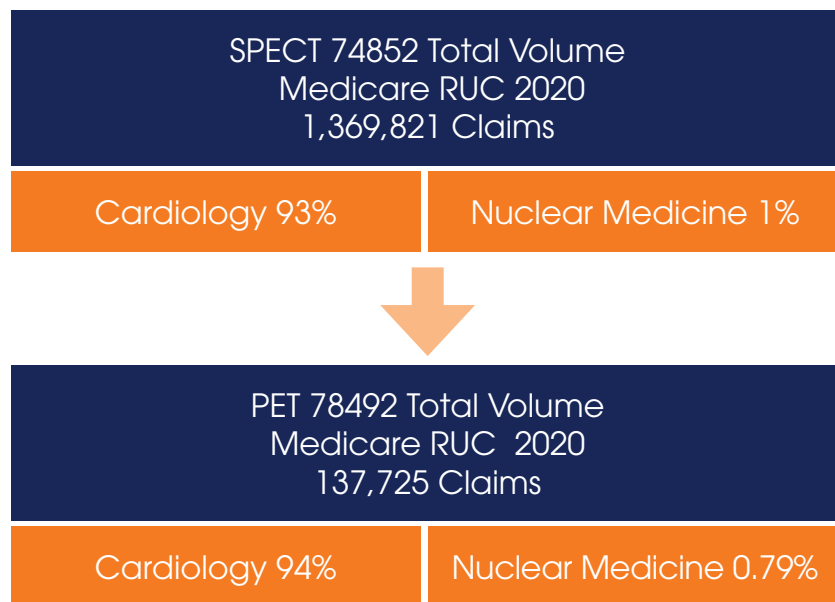 SPECT 74852 Total Volume
Medicare RUC 2020
1,369,821 Claims
Cardiology 93%
Nuclear Medicine 1%
PET 78492 Total Volume
Medicare RUC 2020
137,725 Claims
Cardiology 94%
Nuclear Medicine 0.79%